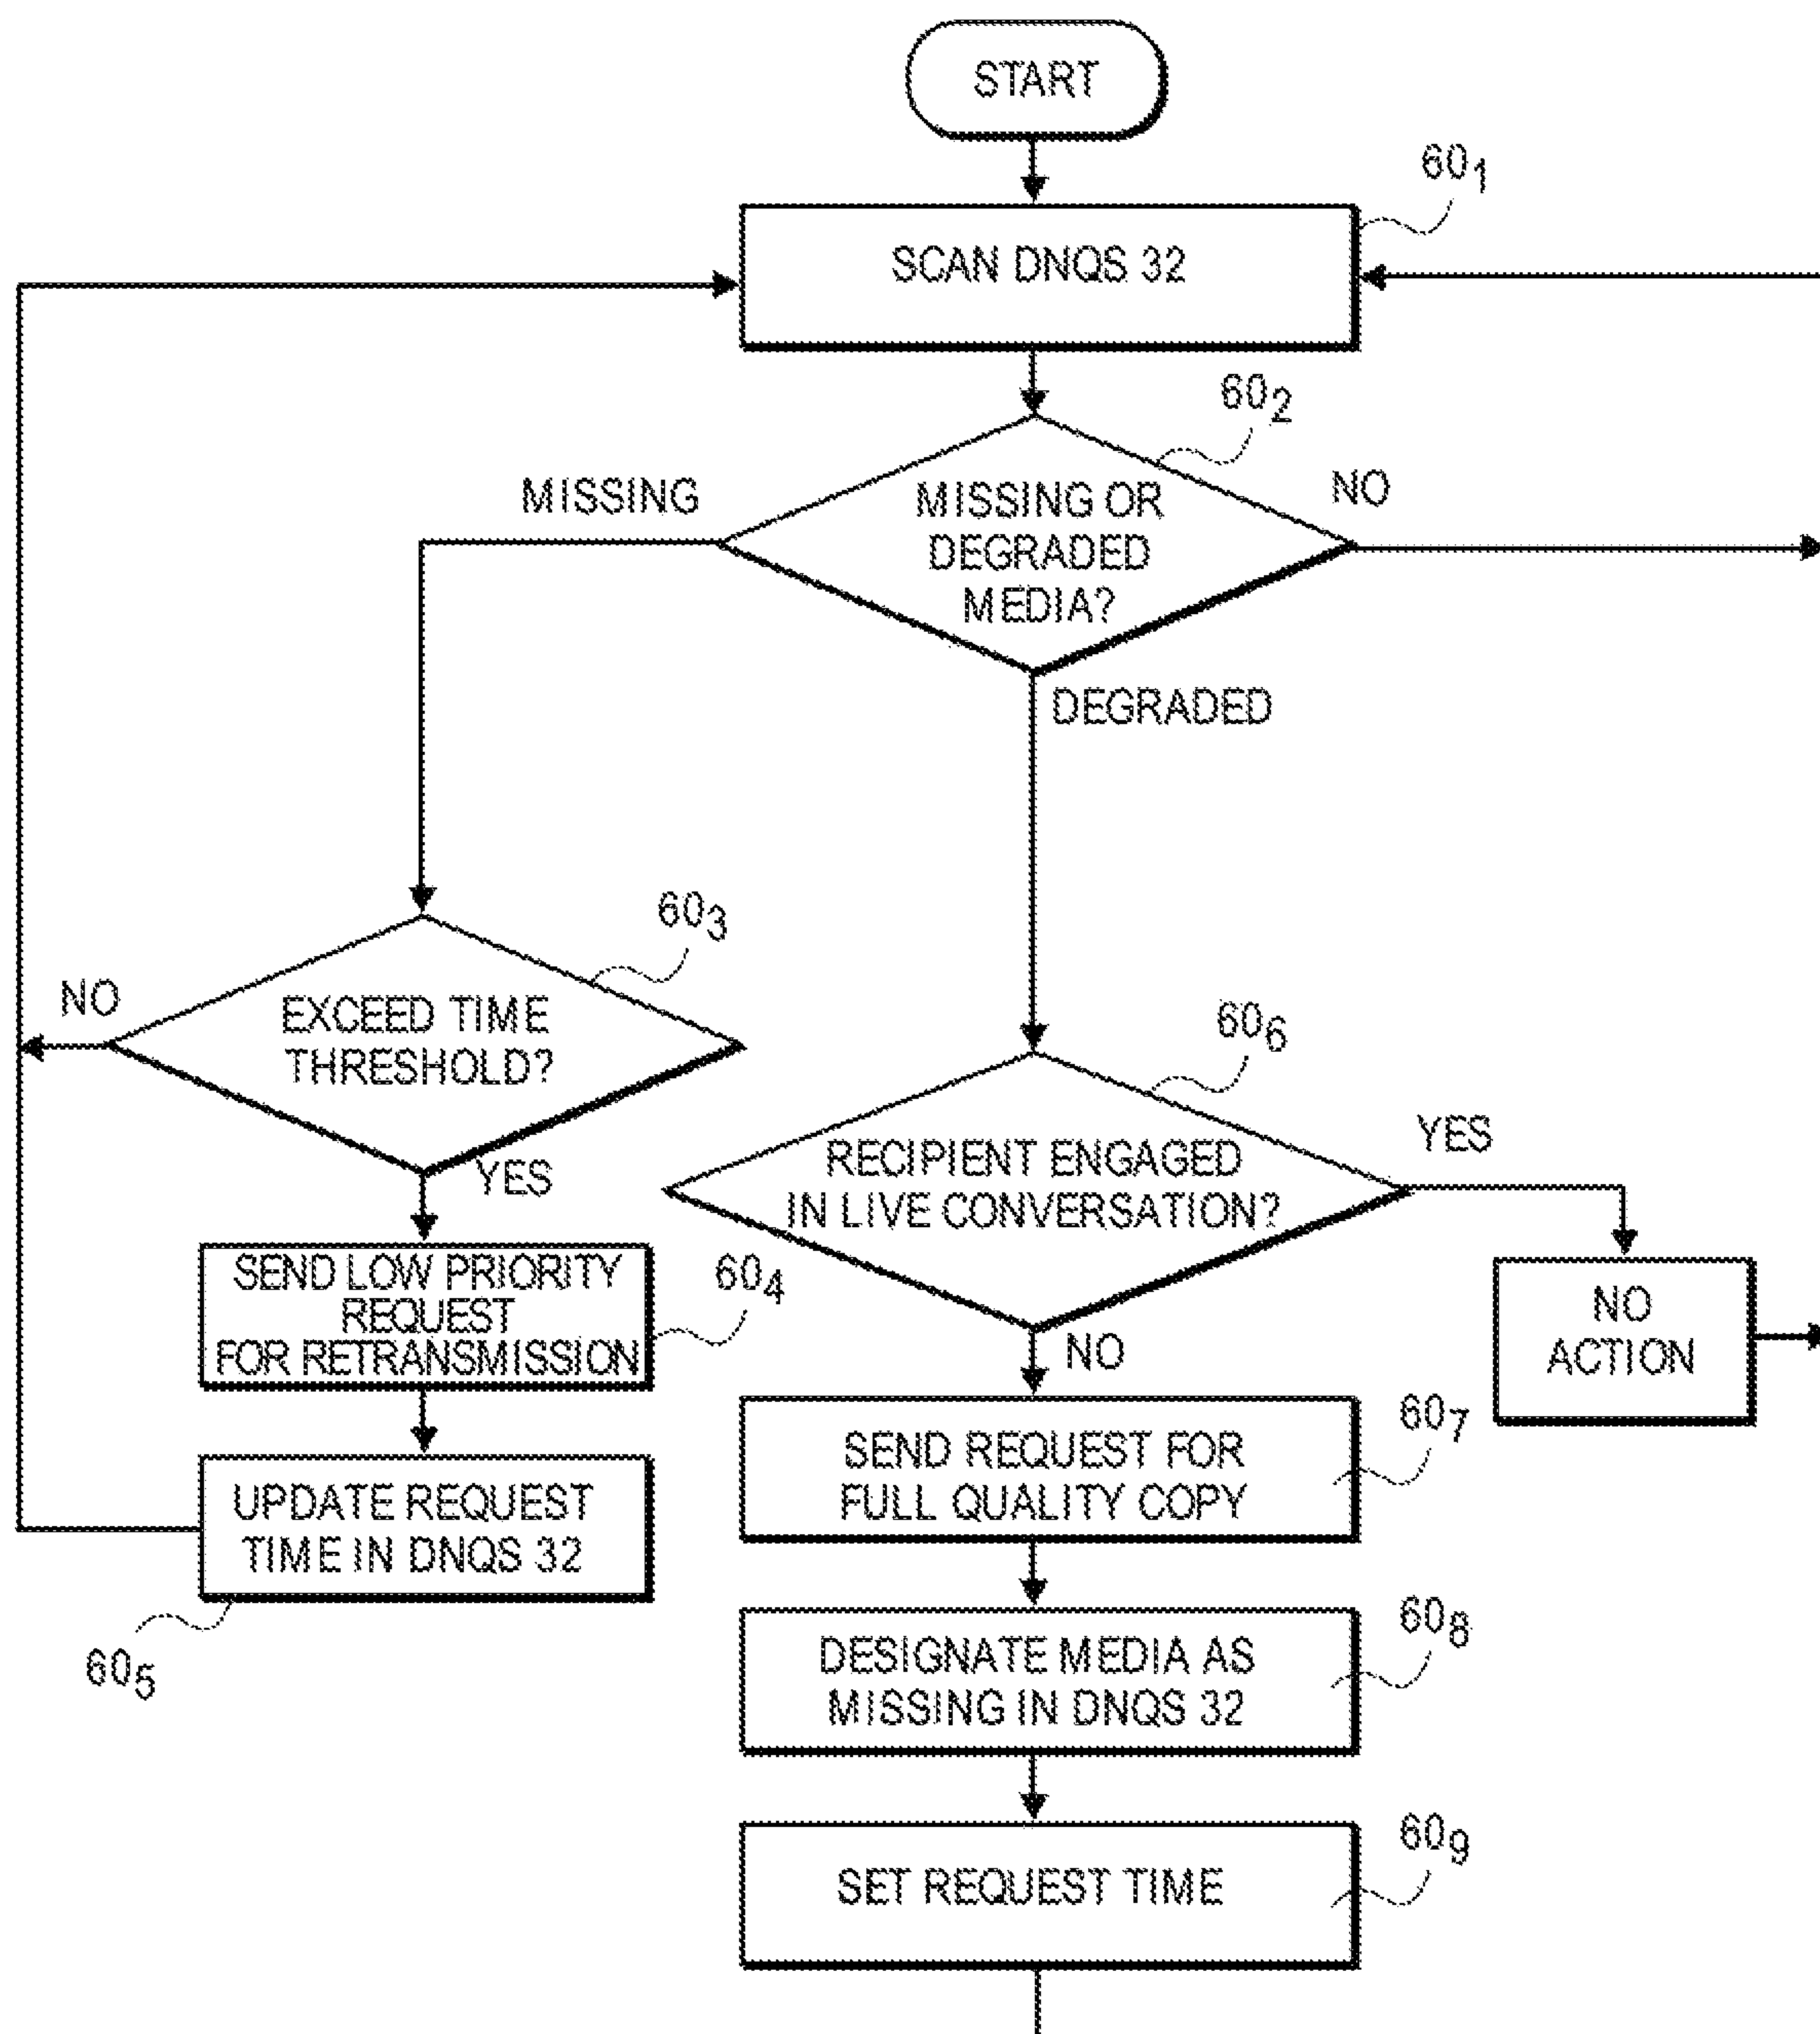 START
60₁
SCAN DNQS 32
60₂
MISSING
MISSING OR
DEGRADED
MEDIA?
NO
DEGRADED
60₃
NO
EXCEED TIME
THRESHOLD?
YES
60₆
RECIPIENT ENGAGED
IN LIVE CONVERSATION?
YES
SEND LOW PRIORITY
REQUEST
FOR RETRANSMISSION
60₄
NO
NO
ACTION
UPDATE REQUEST
TIME IN DNQS 32
60₅
SEND REQUEST FOR
FULL QUALITY COPY
60₇
DESIGNATE MEDIA AS
MISSING IN DNQS 32
60₈
SET REQUEST TIME
60₉